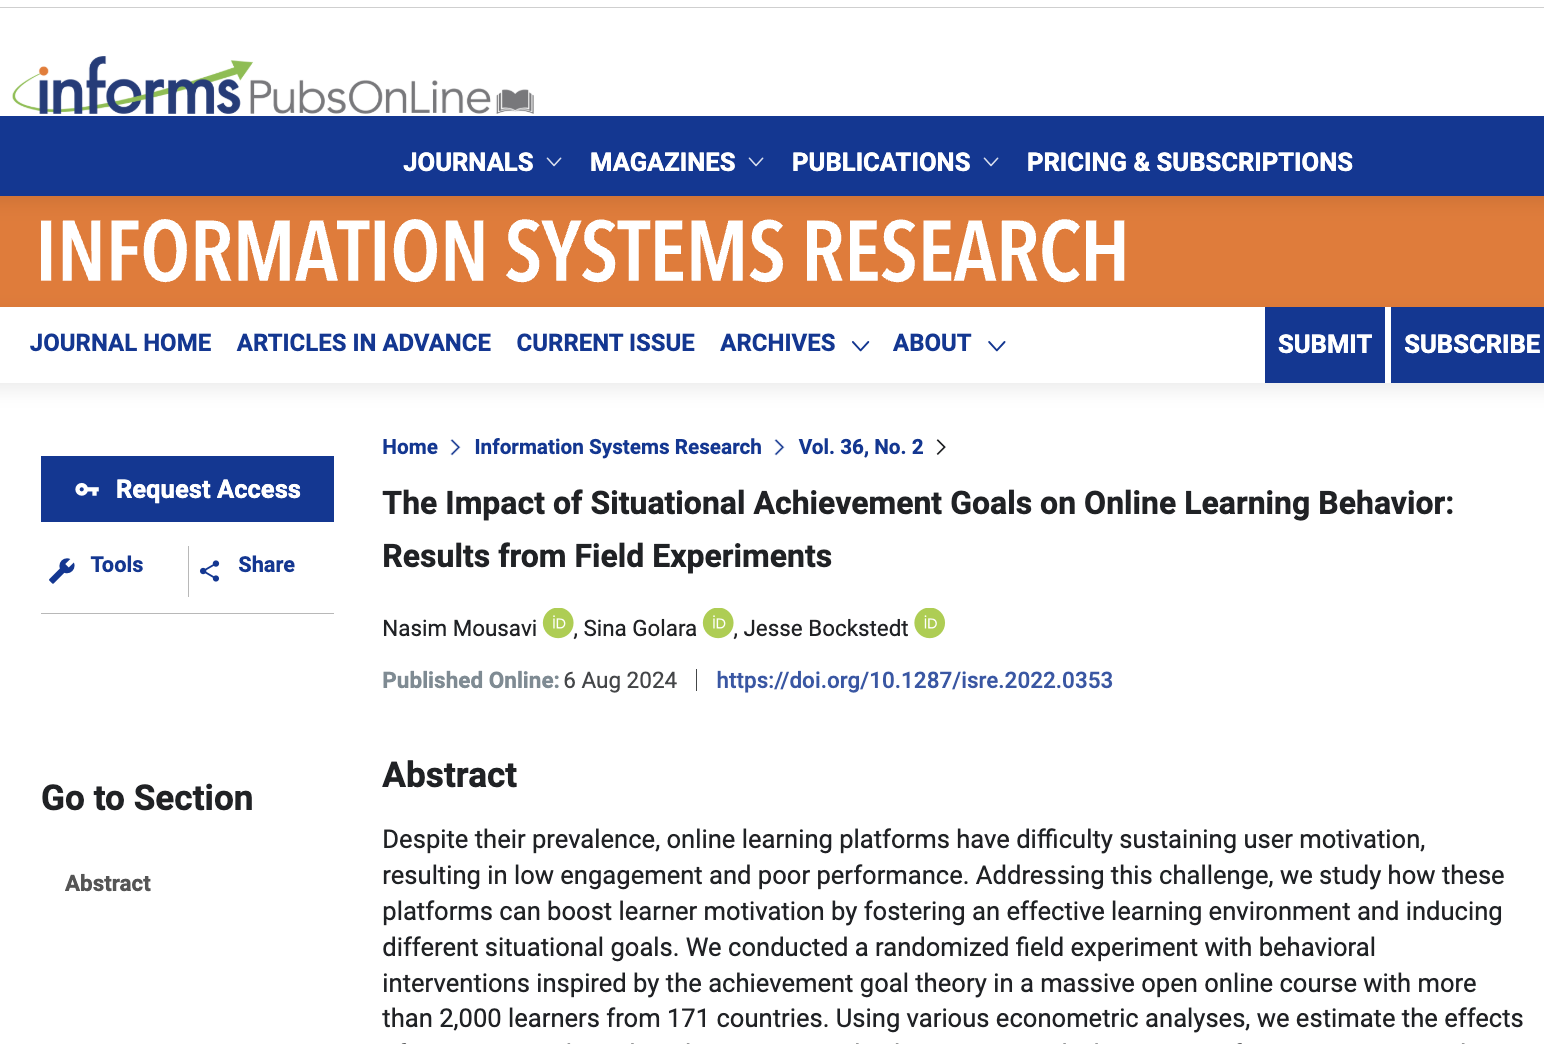 informs PubsOnLine
JOURNALS MAGAZINES PUBLICATIONS PRICING & SUBSCRIPTIONS
INFORMATION SYSTEMS RESEARCH
JOURNAL HOME ARTICLES IN ADVANCE CURRENT ISSUE ARCHIVES ABOUT SUBMIT SUBSCRIBE
Request Access
Tools Share
Go to Section
Abstract
Home > Information Systems Research > Vol. 36, No. 2 >
The Impact of Situational Achievement Goals on Online Learning Behavior:
Results from Field Experiments
Nasim Mousavi iD, Sina Golara iD, Jesse Bockstedt iD
Published Online: 6 Aug 2024 | https://doi.org/10.1287/isre.2022.0353
Abstract
Despite their prevalence, online learning platforms have difficulty sustaining user motivation,
resulting in low engagement and poor performance. Addressing this challenge, we study how these
platforms can boost learner motivation by fostering an effective learning environment and inducing
different situational goals. We conducted a randomized field experiment with behavioral
interventions inspired by the achievement goal theory in a massive open online course with more
than 2,000 learners from 171 countries. Using various econometric analyses, we estimate the effects